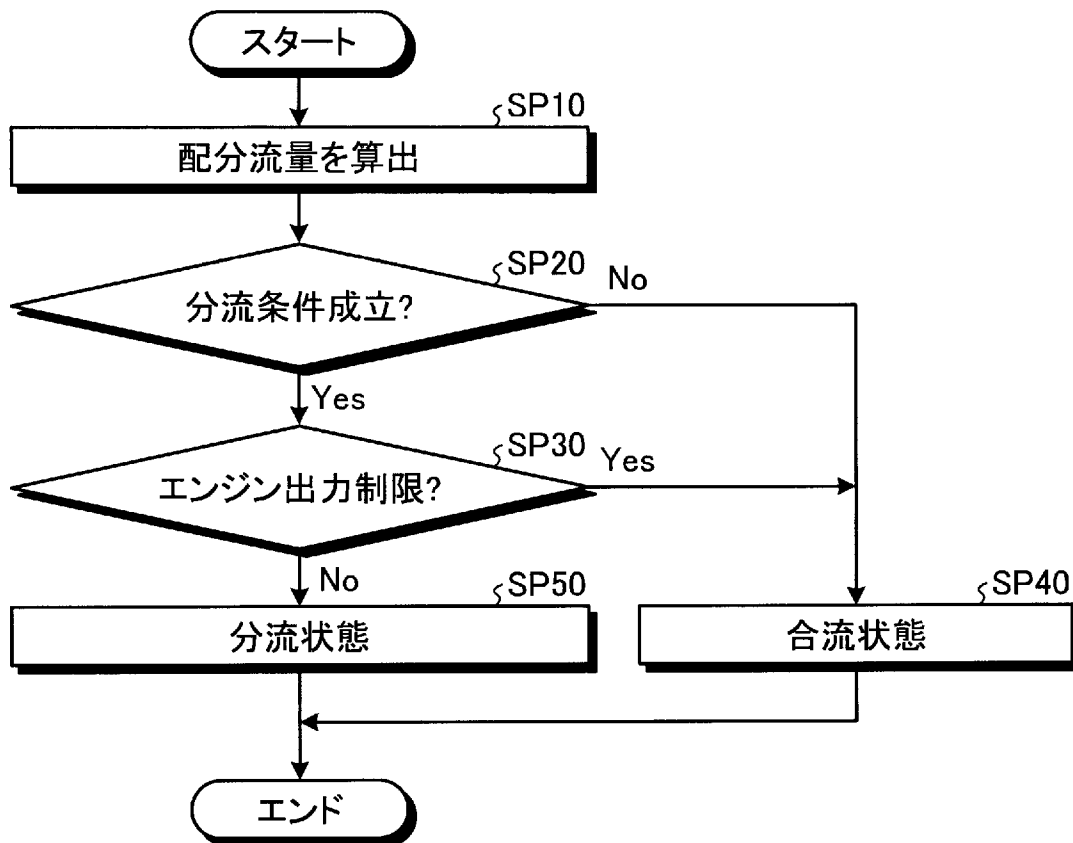 スタート
SP10
配分流量を算出
SP20
分流条件成立?
No
Yes
SP30
エンジン出力制限?
Yes
No
SP50
分流状態
SP40
合流状態
エンド